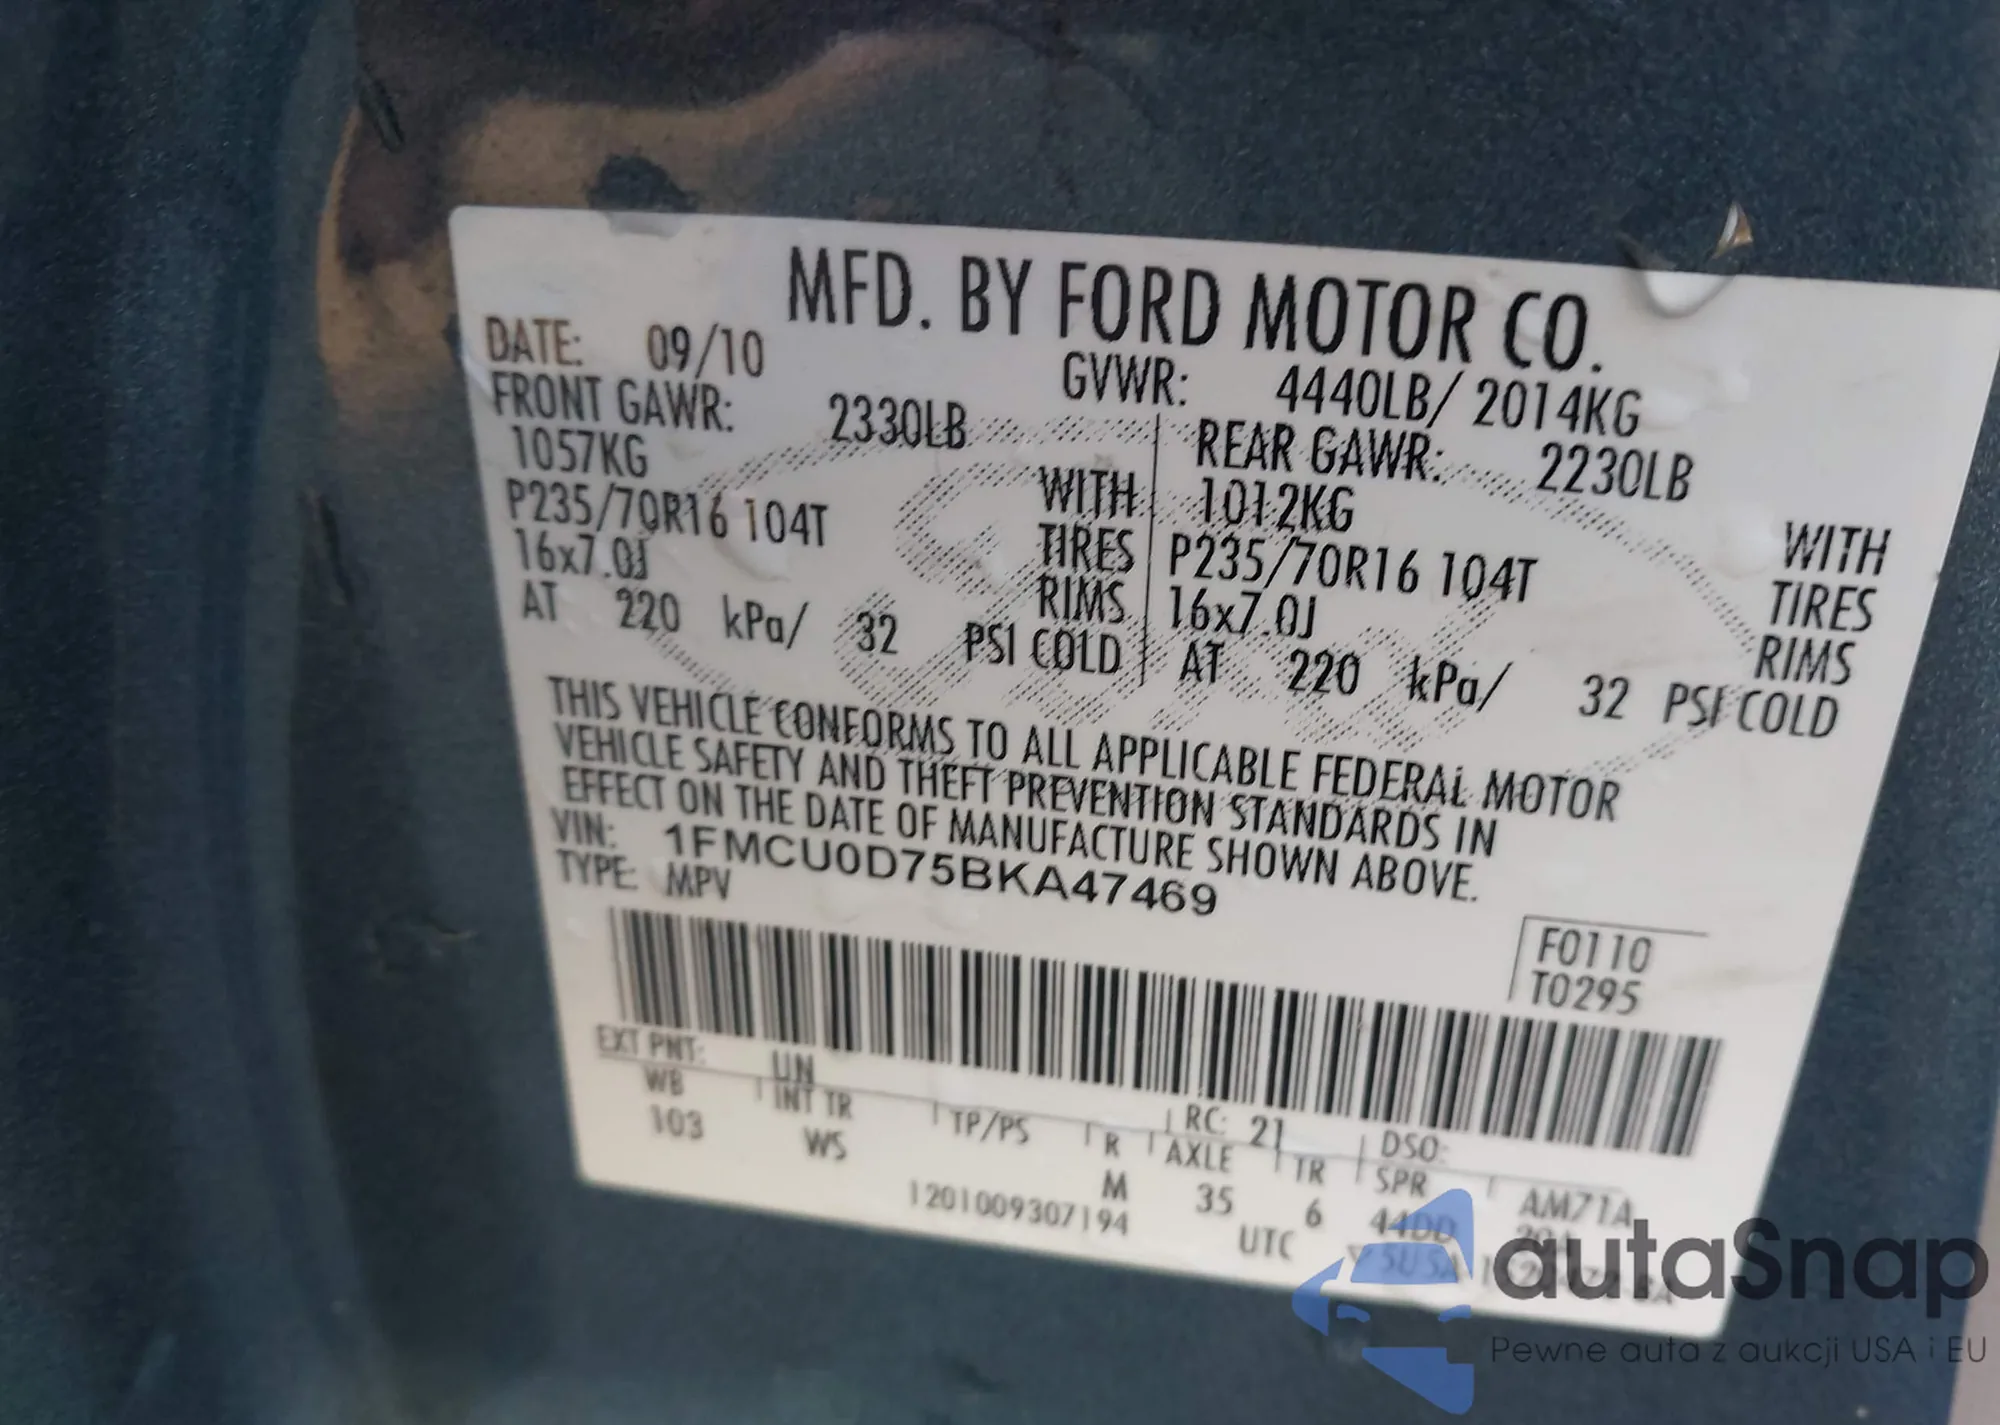 MFD. BY FORD MOTOR CO.
DATE: 09/10 GVWR: 4440LB/ 2014KG
FRONT GAWR: 2330LB REAR GAWR: 2230LB
1057KG WITH 1012KG WITH
P235/70R16 104T TIRES P235/70R16 104T TIRES
16x7.0J RIMS 16x7.0J RIMS
AT 220 kPa/ 32 PSI COLD AT 220 kPa/ 32 PSI COLD
THIS VEHICLE CONFORMS TO ALL APPLICABLE FEDERAL MOTOR
VEHICLE SAFETY AND THEFT PREVENTION STANDARDS IN
EFFECT ON THE DATE OF MANUFACTURE SHOWN ABOVE.
VIN: 1FMCU0D75BKA47469
TYPE: MPV
F0110
T0295
EXT PNT: UN RC: 21 DSO:
WB INT TR TP/PS R AXLE TR SPR AM71A
103 WS M 35 6 44DD
1201009307194 UTC
autaSnap
Pewne auta z aukcji USA i EU